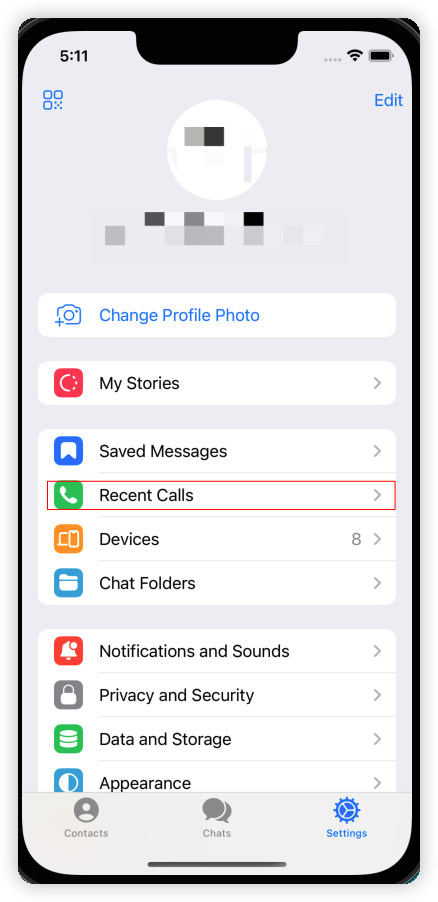 5:11
Edit
Change Profile Photo
My Stories
Saved Messages
Recent Calls
Devices 8
Chat Folders
Notifications and Sounds
Privacy and Security
Data and Storage
Appearance
Contacts Chats Settings